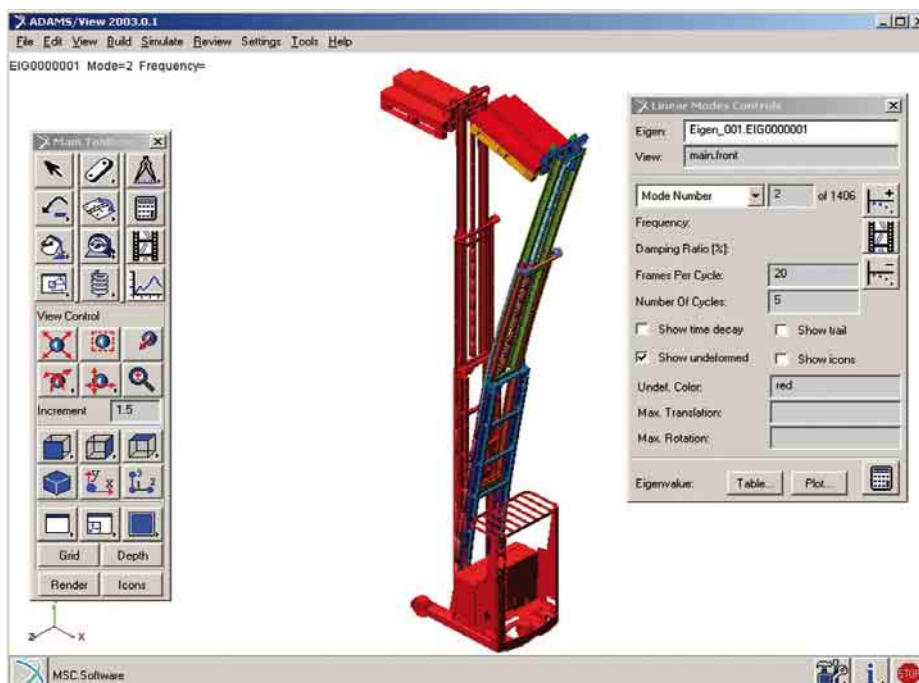 ADAMS/View 2003.0.1
File Edit View Build Simulate Review Settings Tools Help
EIG0000001 Mode=2 Frequency=
Main Toolbox
View Control
Increment 1.5
Grid Depth
Render Icons
Linear Modes Controls
Eigen: Eigen_001.EIG0000001
View: main.front
Mode Number 2 of 1406
Frequency:
Damping Ratio [%]:
Frames Per Cycle: 20
Number Of Cycles: 5
Show time decay Show trail
Show undeformed Show icons
Undef. Color: red
Max. Translation:
Max. Rotation:
Eigenvalue: Table... Plot...
Z X
MSC.Software
STOP